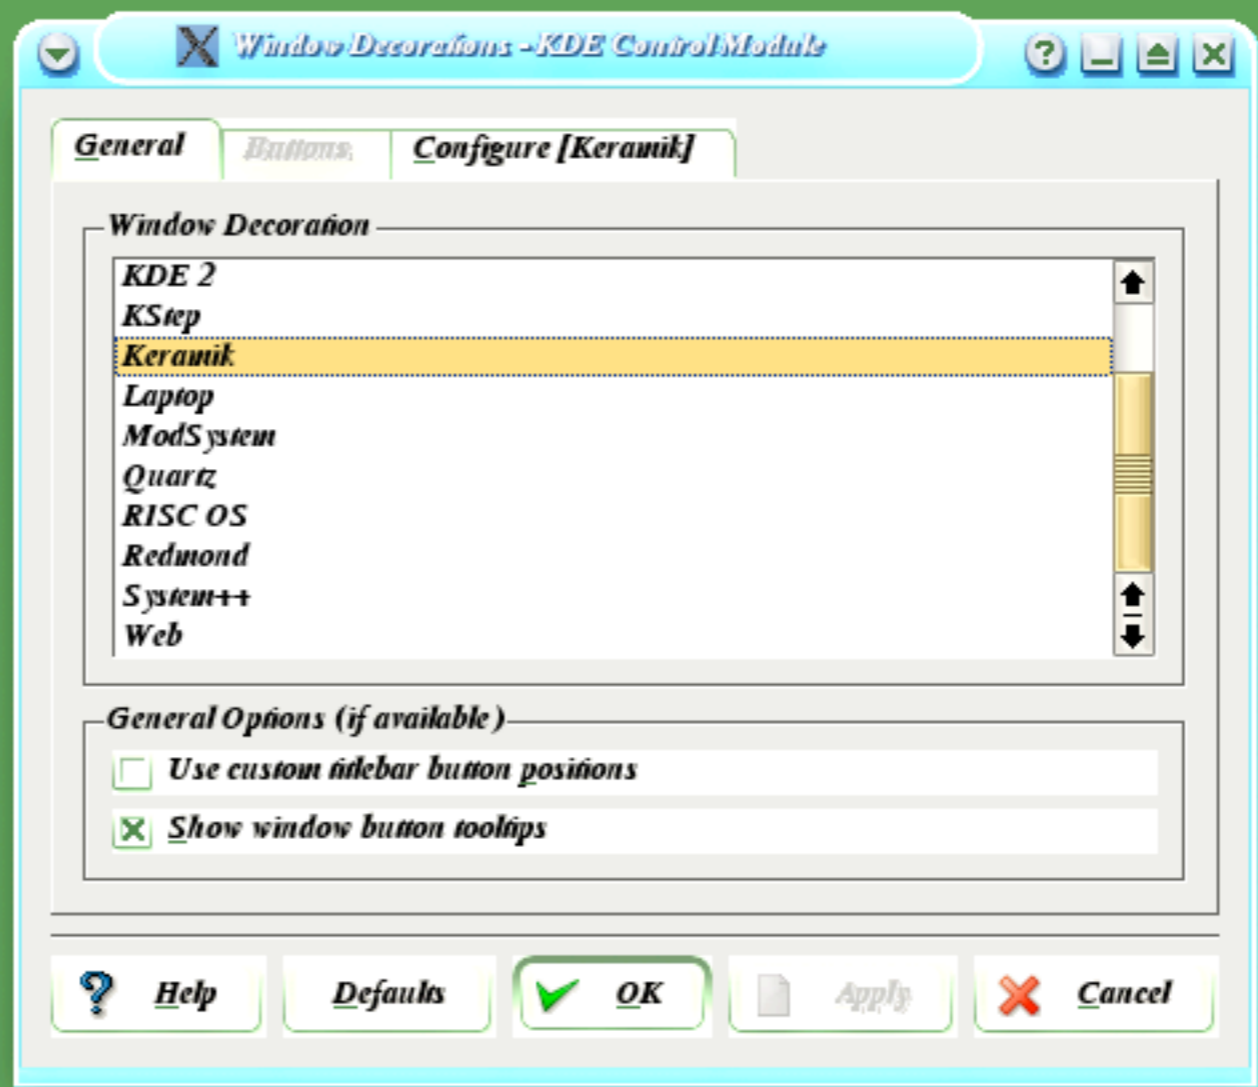 Window Decorations - KDE Control Module
General Buttons Configure [Keramik]
Window Decoration
KDE 2
KStep
Keramik
Laptop
ModSystem
Quartz
RISC OS
Redmond
System++
Web
General Options (if available)
Use custom titlebar button positions
Show window button tooltips
Help Defaults OK Apply Cancel